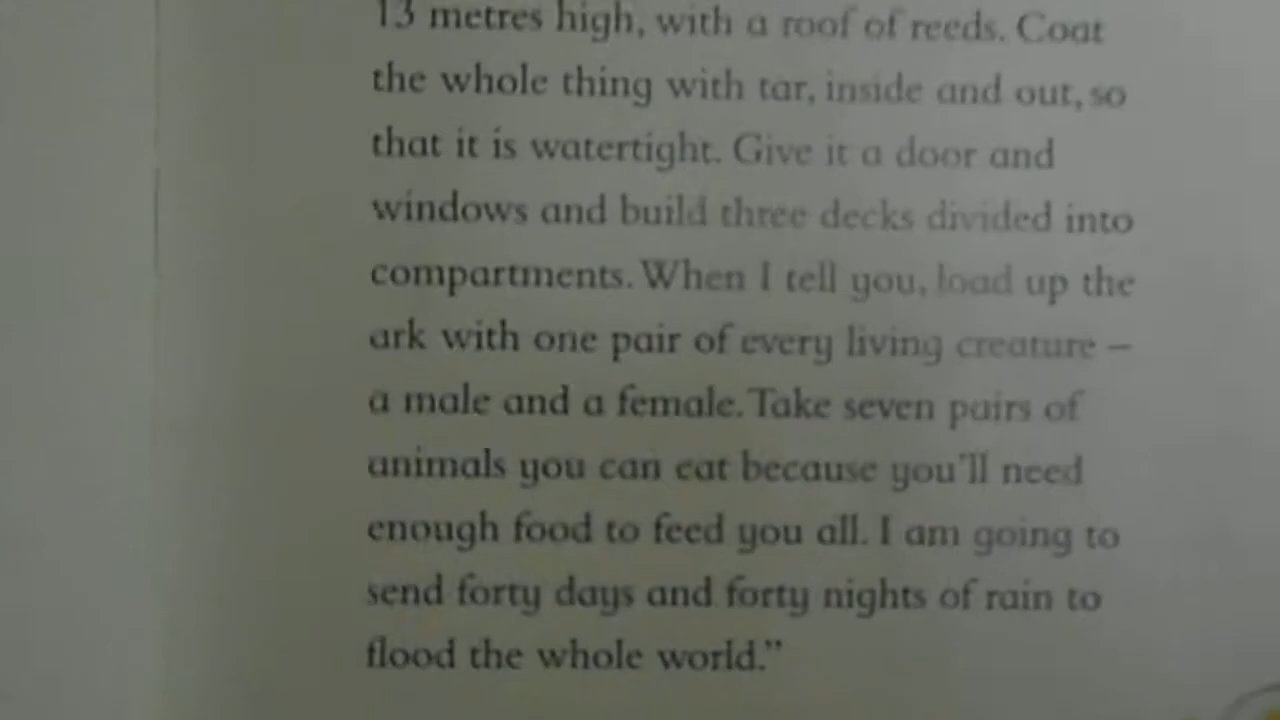 13 metres high, with a roof of reeds. Coat
the whole thing with tar, inside and out, so
that it is watertight. Give it a door and
windows and build three decks divided into
compartments. When I tell you, load up the
ark with one pair of every living creature –
a male and a female. Take seven pairs of
animals you can eat because you'll need
enough food to feed you all. I am going to
send forty days and forty nights of rain to
flood the whole world."